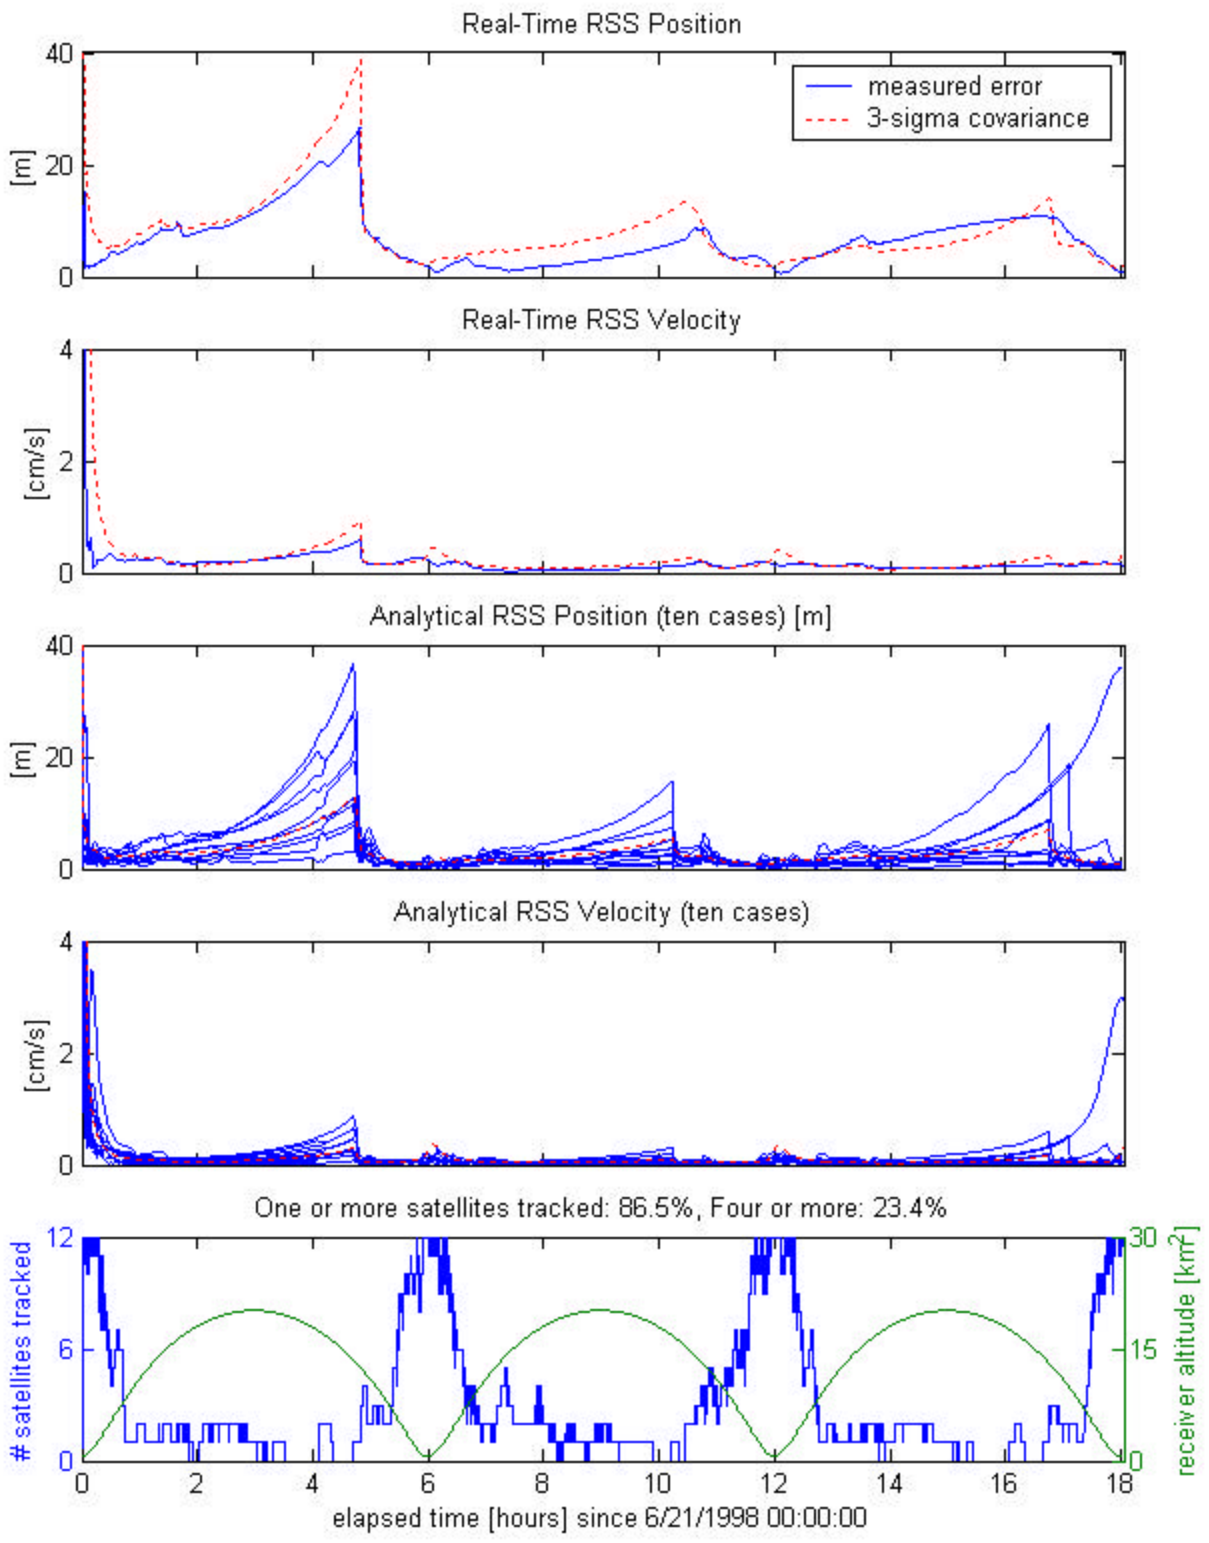 Real-Time RSS Position
40
20
0
[m]
measured error
3-sigma covariance
Real-Time RSS Velocity
4
2
0
[cm/s]
Analytical RSS Position (ten cases) [m]
40
20
0
[m]
Analytical RSS Velocity (ten cases)
4
2
0
[cm/s]
One or more satellites tracked: 86.5%, Four or more: 23.4%
12
6
0
# satellites tracked
30
15
0
receiver altitude [km²]
0 2 4 6 8 10 12 14 16 18
elapsed time [hours] since 6/21/1998 00:00:00